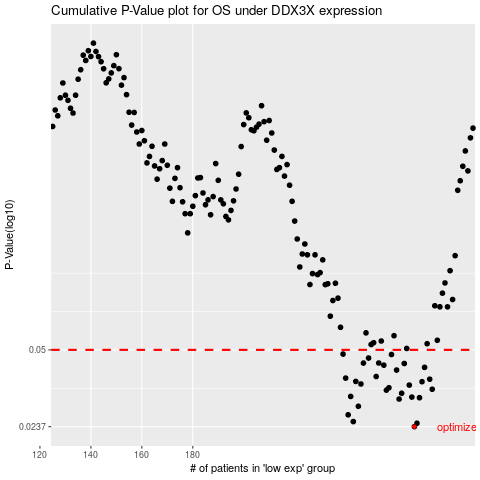 Cumulative P-Value plot for OS under DDX3X expression
P-Value(log10)
0.05
0.0237
optimize
120 140 160 180
# of patients in 'low exp' group